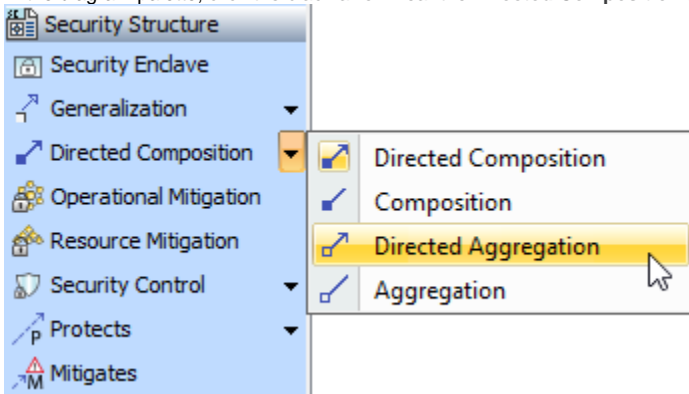 Security Structure
Security Enclave
Generalization
Directed Composition
Operational Mitigation
Resource Mitigation
Security Control
Protects
Mitigates
Directed Composition
Composition
Directed Aggregation
Aggregation